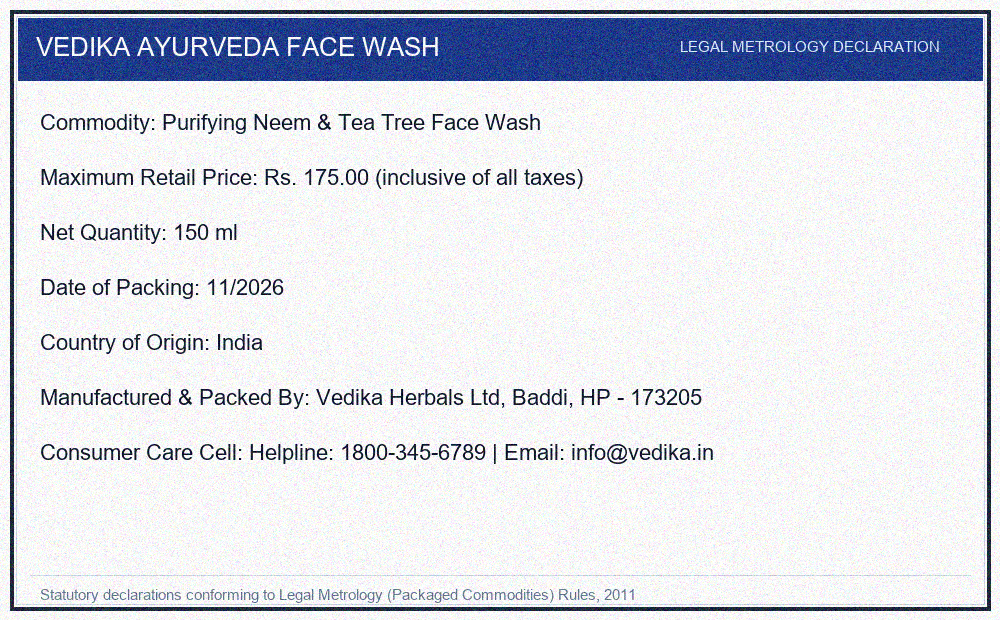 VEDIKA AYURVEDA FACE WASH
LEGAL METROLOGY DECLARATION
Commodity: Purifying Neem & Tea Tree Face Wash
Maximum Retail Price: Rs. 175.00 (inclusive of all taxes)
Net Quantity: 150 ml
Date of Packing: 11/2026
Country of Origin: India
Manufactured & Packed By: Vedika Herbals Ltd, Baddi, HP - 173205
Consumer Care Cell: Helpline: 1800-345-6789 | Email: info@vedika.in
Statutory declarations conforming to Legal Metrology (Packaged Commodities) Rules, 2011